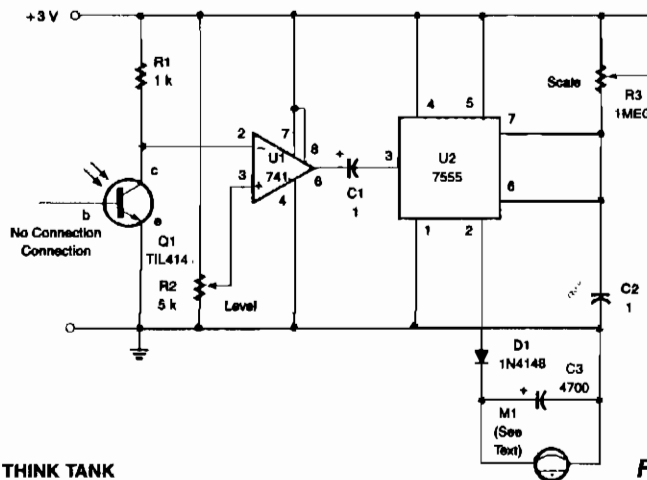 +3 V
R1
1 k
2
3
7
8
U1
741
6
4
c
b
e
No Connection
Connection
Q1
TIL414
R2
5 k
Level
+
C1
1
4
5
3
U2
7555
7
6
1
2
Scale
R3
1MEG
C2
1
D1
1N4148
C3
4700
+
M1
(See
Text)
THINK TANK